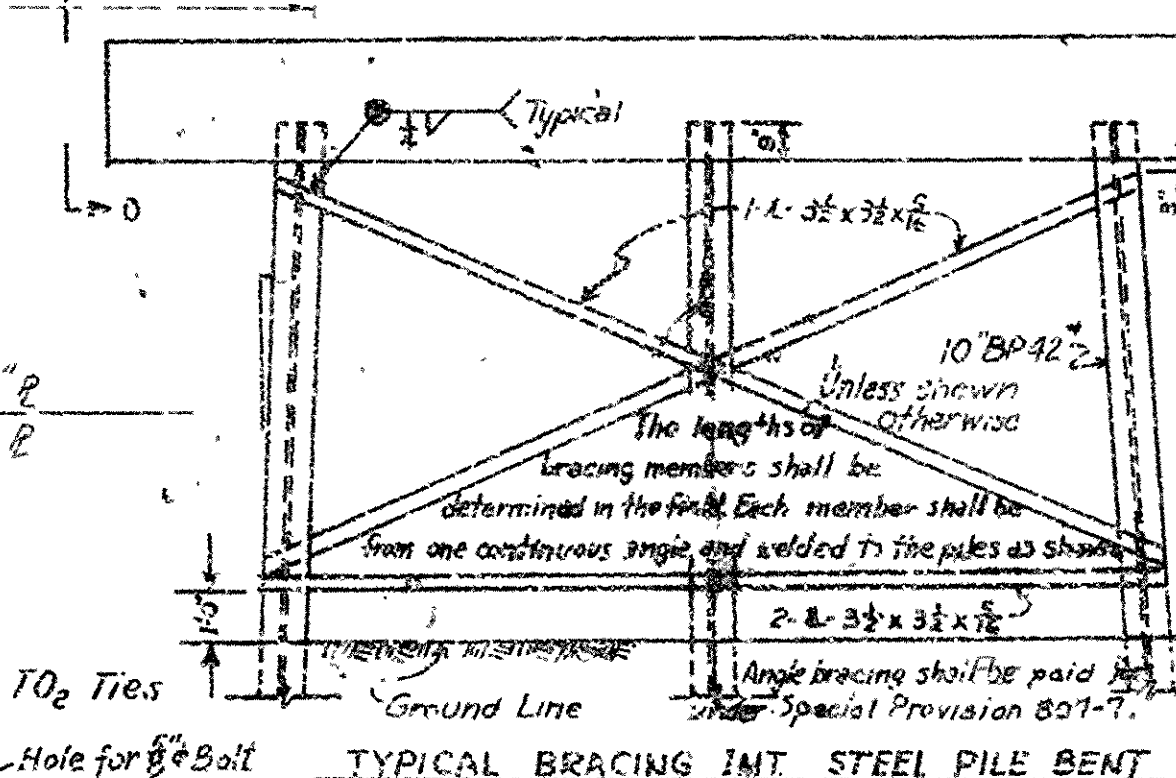 Typical
9"
D
1-L- 3½ x 3½ x 5/16
10"BP42#
Unless shown
otherwise
The lengths of
bracing members shall be
determined in the field. Each member shall be
from one continuous angle and welded to the piles as shown
1'-0"
2-L- 3½ x 3½ x 5/16
TO₂ Ties
Ground Line
Angle bracing shall be paid for
under Special Provision
Hole for 5/8"φ Bolt
TYPICAL BRACING INT. STEEL PILE BENT